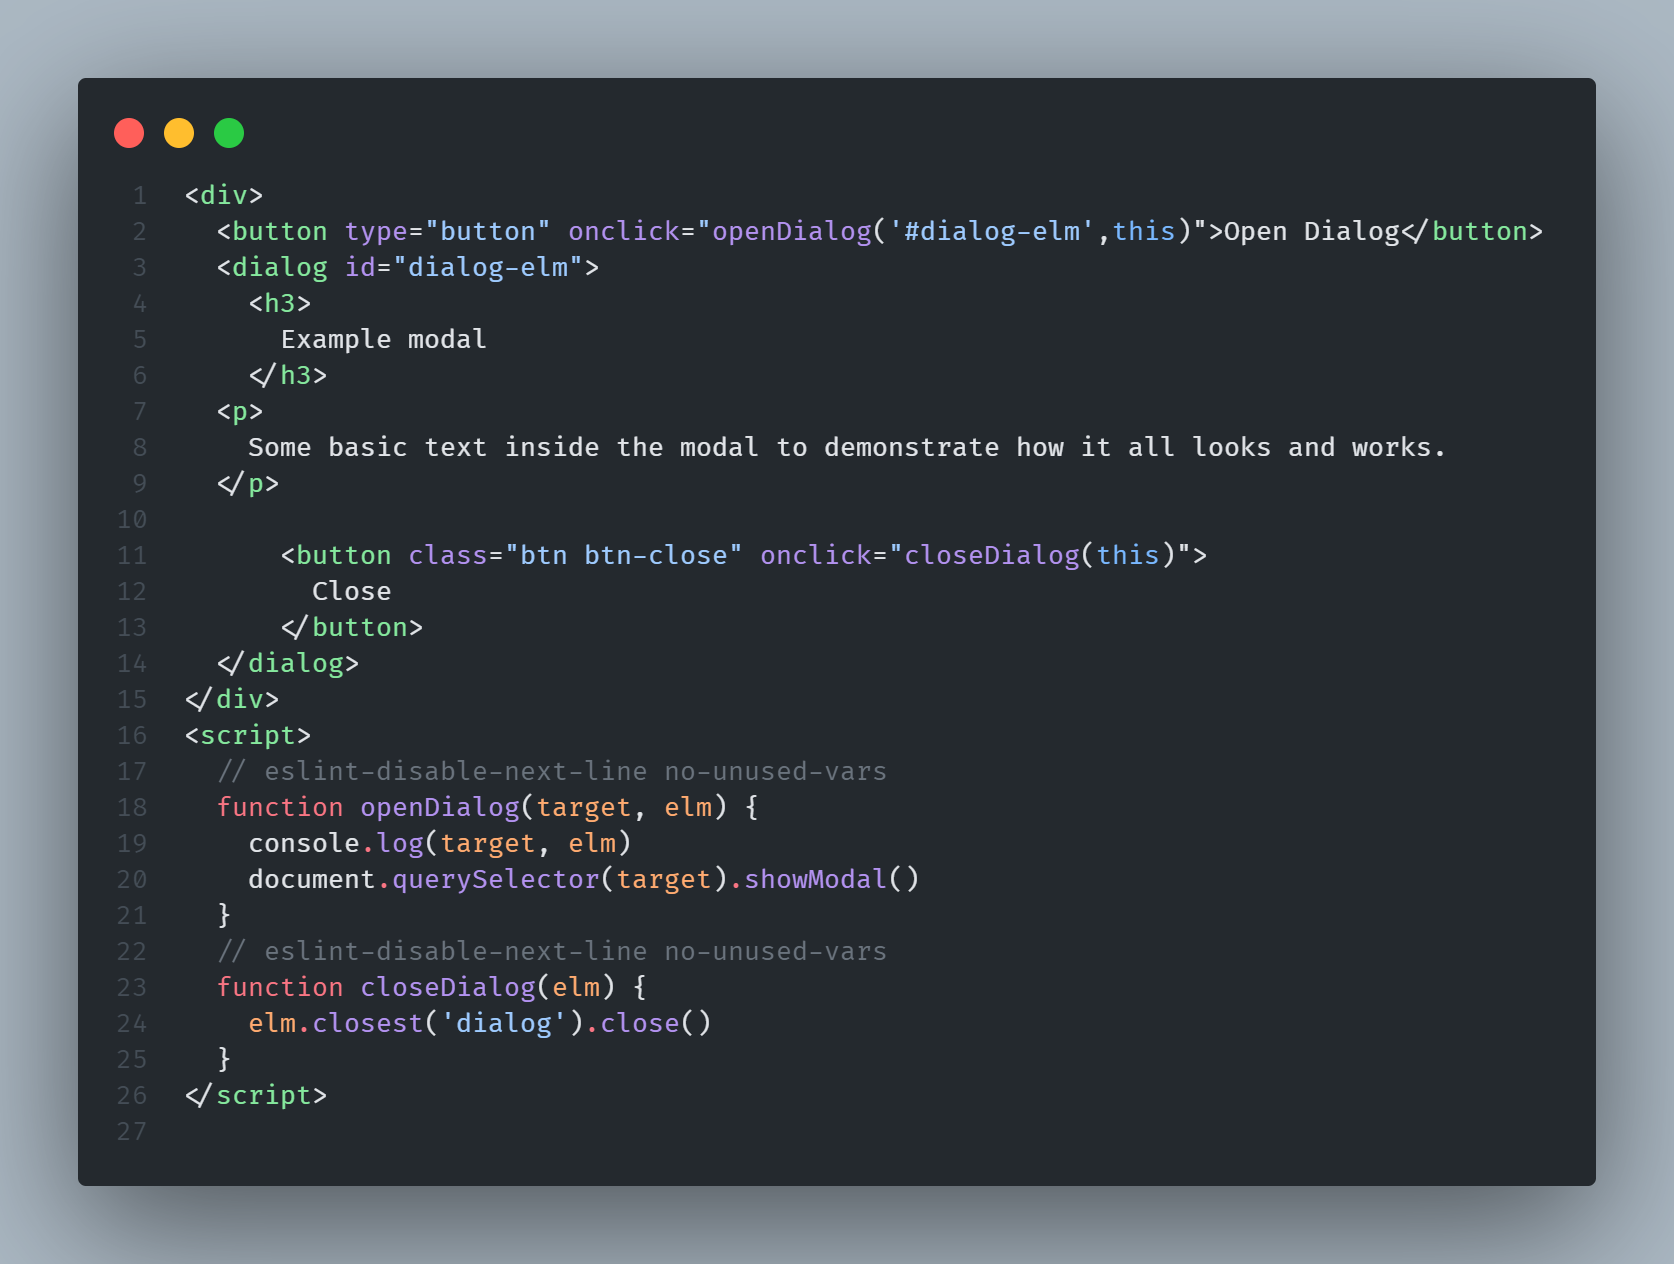 1 <div>
2   <button type="button" onclick="openDialog('#dialog-elm',this)">Open Dialog</button>
3   <dialog id="dialog-elm">
4     <h3>
5       Example modal
6     </h3>
7   <p>
8     Some basic text inside the modal to demonstrate how it all looks and works.
9   </p>
10
11       <button class="btn btn-close" onclick="closeDialog(this)">
12         Close
13       </button>
14   </dialog>
15 </div>
16 <script>
17   // eslint-disable-next-line no-unused-vars
18   function openDialog(target, elm) {
19     console.log(target, elm)
20     document.querySelector(target).showModal()
21   }
22   // eslint-disable-next-line no-unused-vars
23   function closeDialog(elm) {
24     elm.closest('dialog').close()
25   }
26 </script>
27